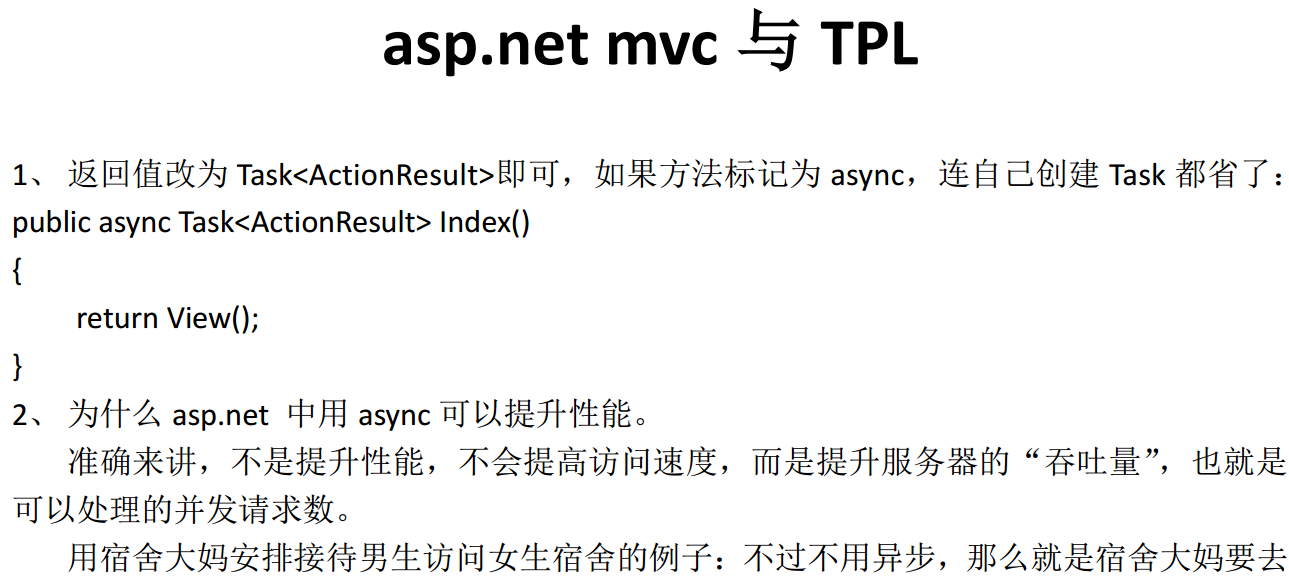 asp.net mvc 与 TPL
1、 返回值改为 Task<ActionResult>即可，如果方法标记为 async，连自己创建 Task 都省了：
public async Task<ActionResult> Index()
{
return View();
}
2、 为什么 asp.net 中用 async 可以提升性能。
准确来讲，不是提升性能，不会提高访问速度，而是提升服务器的“吞吐量”，也就是
可以处理的并发请求数。
用宿舍大妈安排接待男生访问女生宿舍的例子：不过不用异步，那么就是宿舍大妈要去